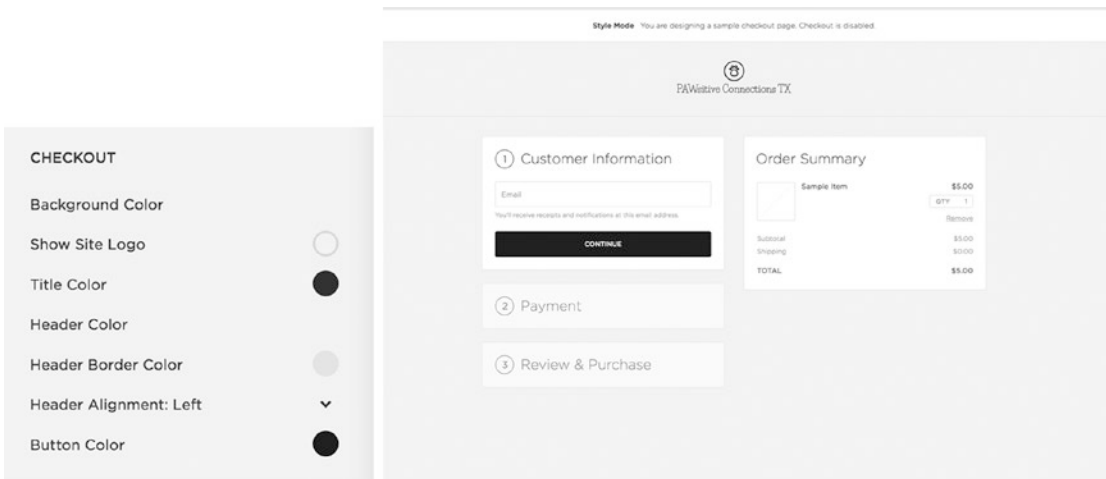 CHECKOUT
Background Color
Show Site Logo
Title Color
Header Color
Header Border Color
Header Alignment: Left
Button Color
Style Mode You are designing a sample checkout page. Checkout is disabled.
PAWsitive Connections TX
1 Customer Information
Email
You'll receive receipts and notifications at this email address.
CONTINUE
2 Payment
3 Review & Purchase
Order Summary
Sample Item $5.00
QTY 1
Remove
Subtotal $5.00
Shipping $0.00
TOTAL $5.00